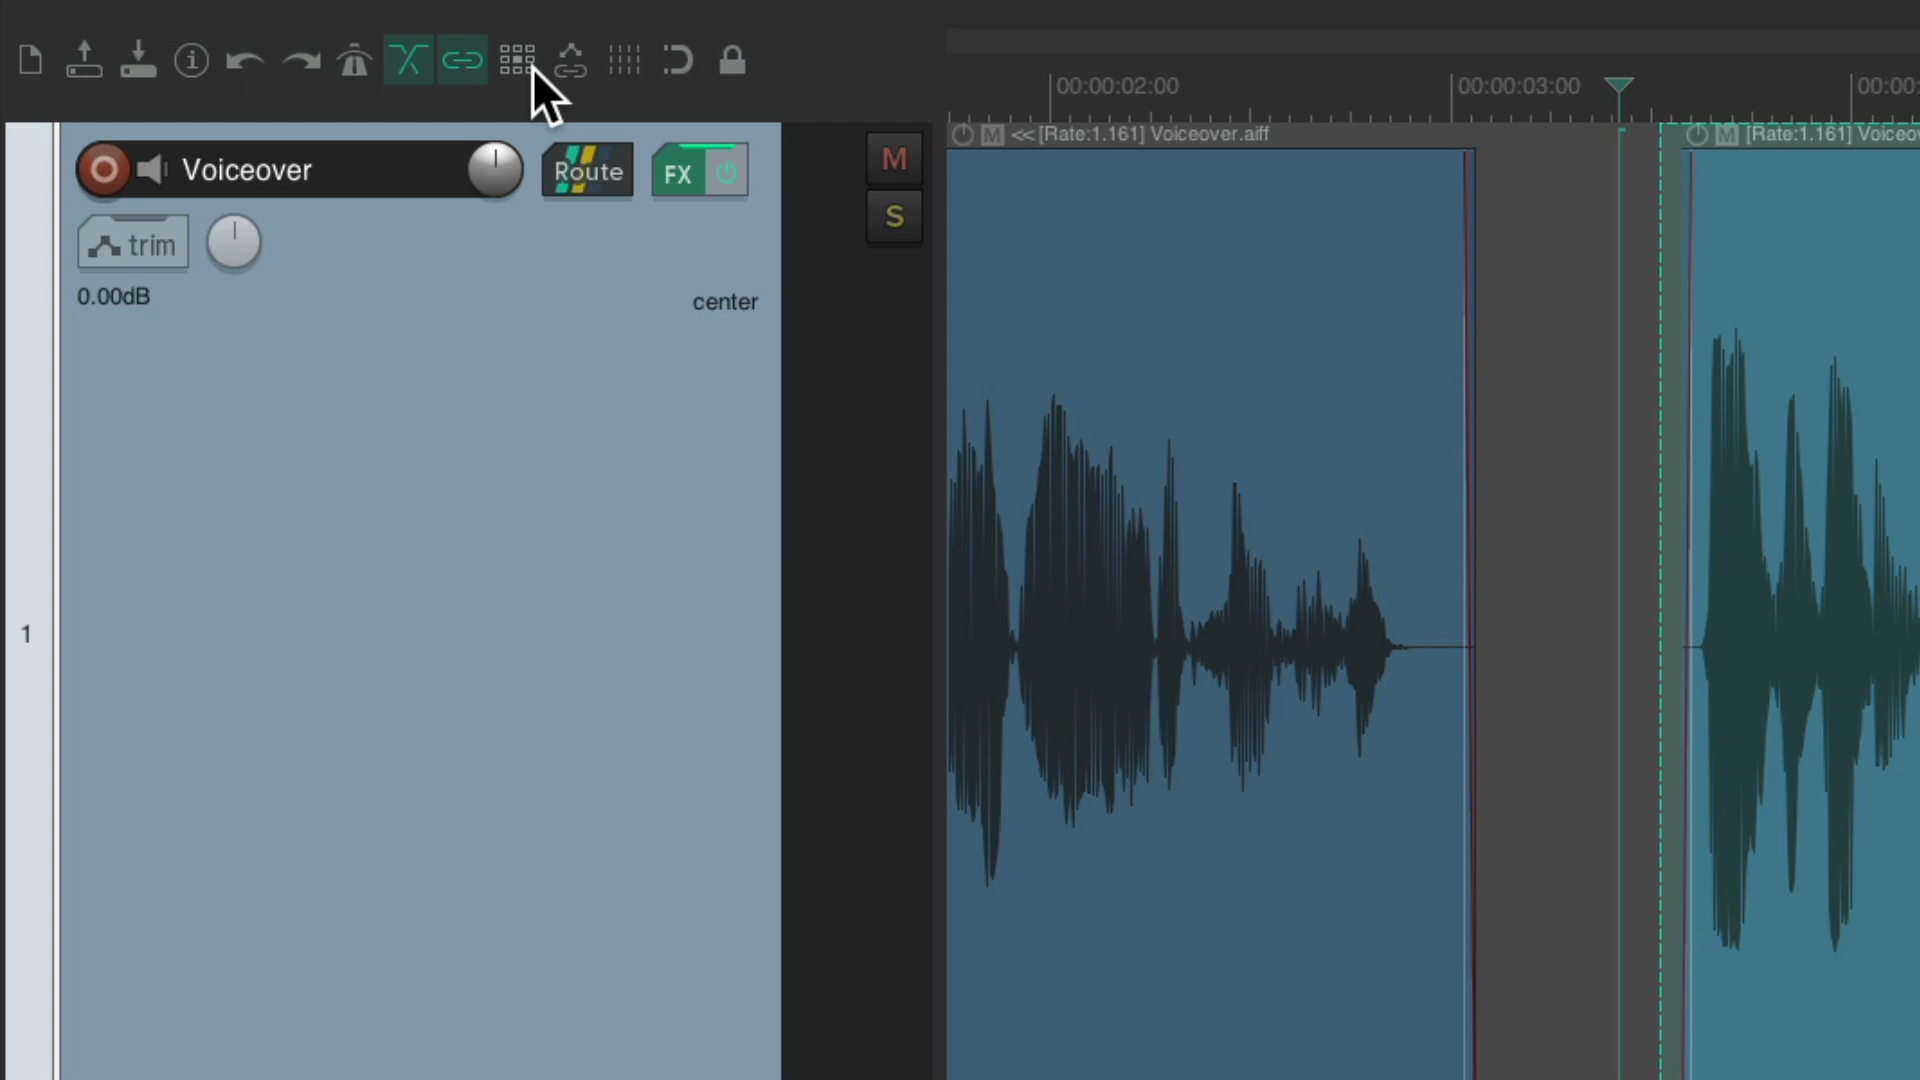 00:00:02:00
00:00:03:00
00:00:
M << [Rate:1.161] Voiceover.aiff
M [Rate:1.161] Voiceov
Voiceover
Route
FX
M
S
trim
0.00dB
center
1